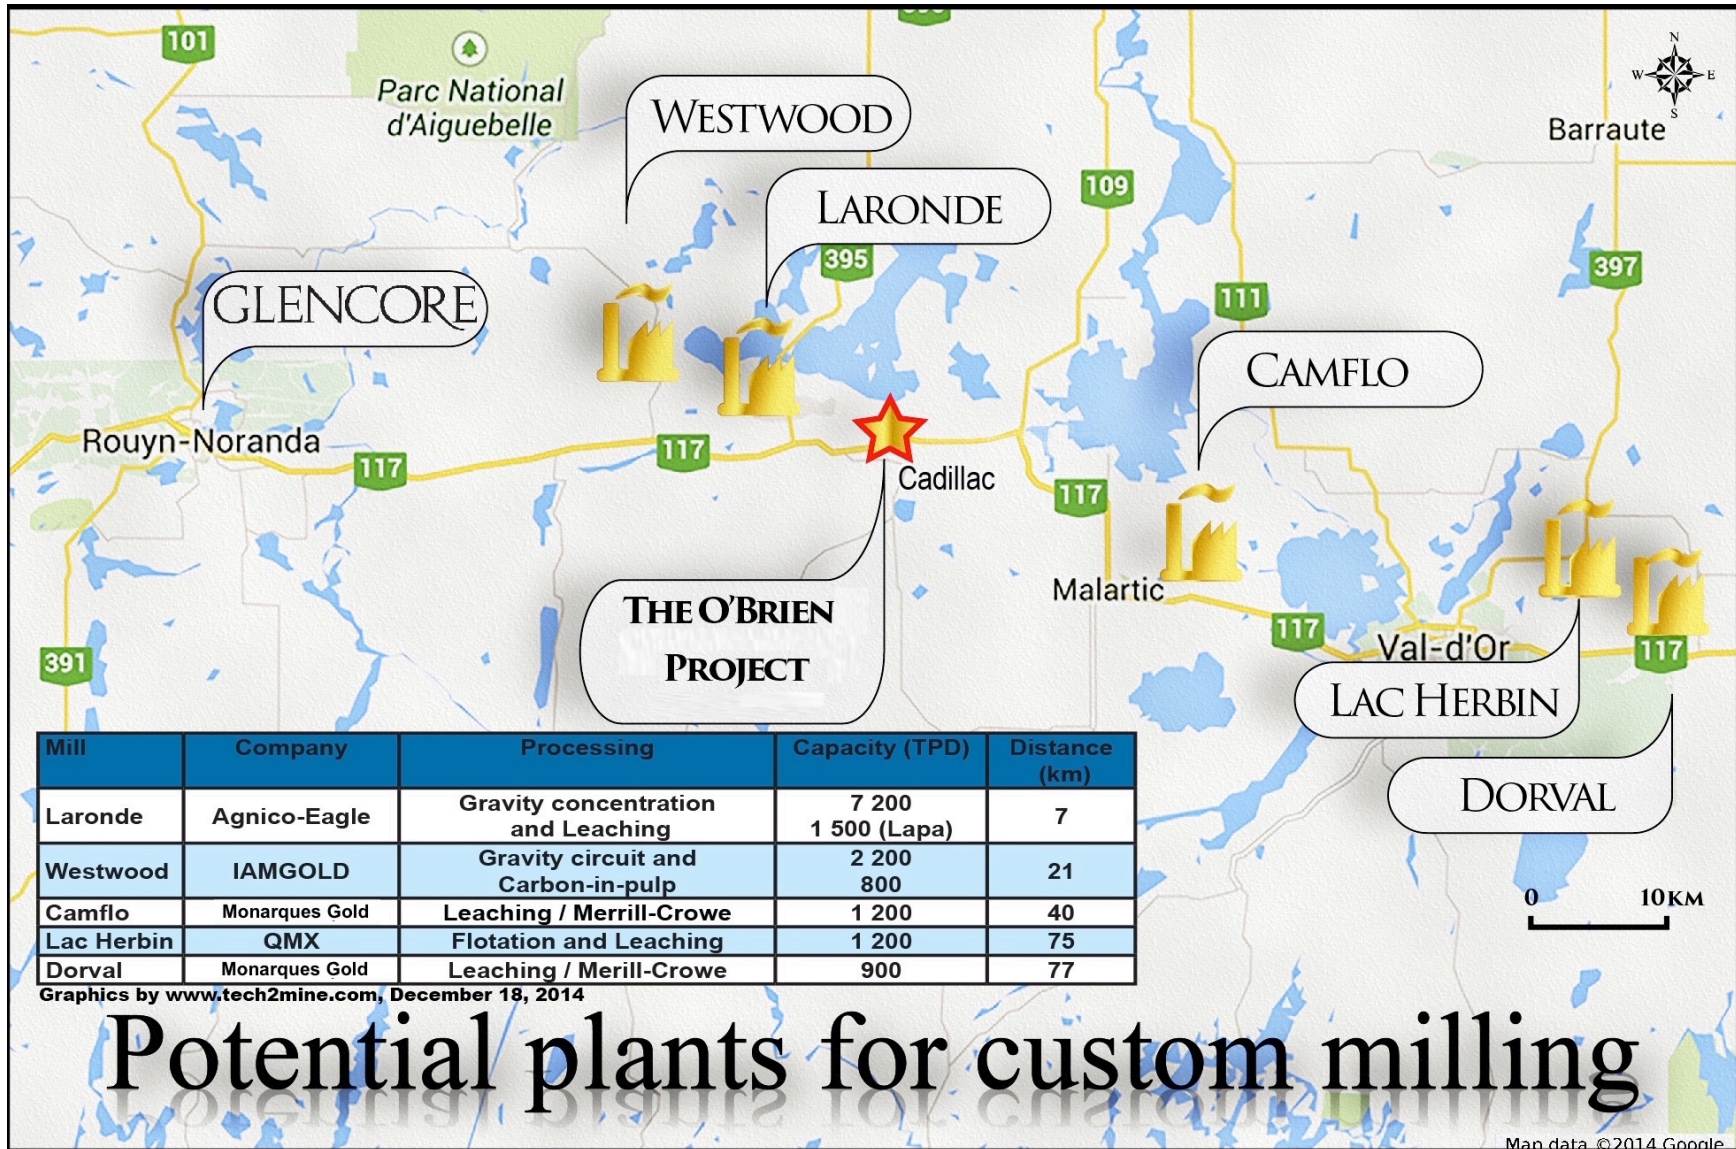 101
Parc National
d'Aiguebelle
WESTWOOD
N
W E
S
Barraute
109
LARONDE
395
397
GLENCORE
111
CAMFLO
Rouyn-Noranda
117
117
Cadillac
117
THE O'BRIEN
PROJECT
Malartic
117
Val-d'Or
117
391
LAC HERBIN
DORVAL
0 10KM
Mill Company Processing Capacity (TPD) Distance
(km)
Laronde Agnico-Eagle Gravity concentration
and Leaching 7 200
1 500 (Lapa) 7
Westwood IAMGOLD Gravity circuit and
Carbon-in-pulp 2 200
800 21
Camflo Monarques Gold Leaching / Merrill-Crowe 1 200 40
Lac Herbin QMX Flotation and Leaching 1 200 75
Dorval Monarques Gold Leaching / Merill-Crowe 900 77
Graphics by www.tech2mine.com, December 18, 2014
Potential plants for custom milling
Map data ©2014 Google